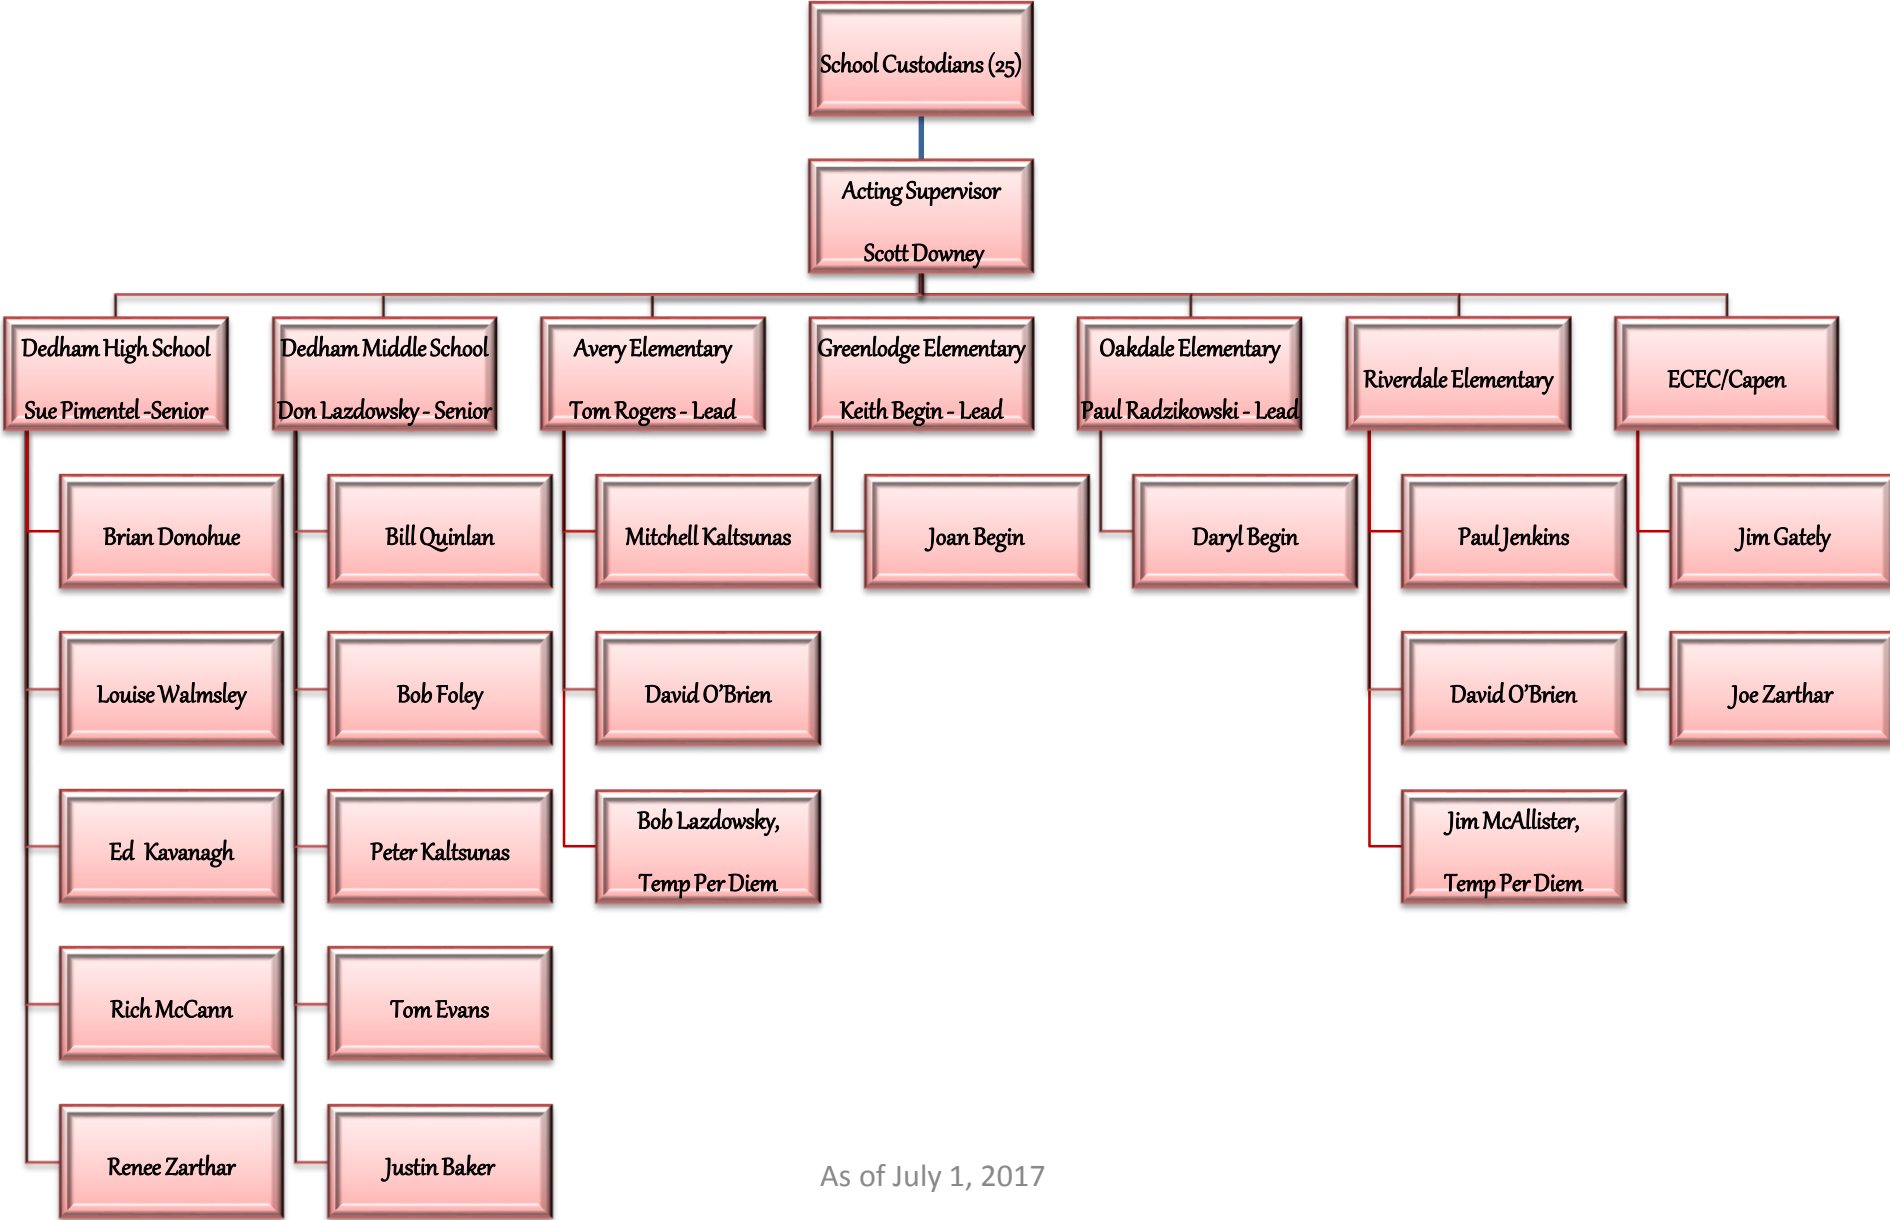 School Custodians (25)
Acting Supervisor
Scott Downey
Dedham High School
Sue Pimentel -Senior
Brian Donohue
Louise Walmsley
Ed  Kavanagh
Rich McCann
Renee Zarthar
Dedham Middle School
Don Lazdowsky - Senior
Bill Quinlan
Bob Foley
Peter Kaltsunas
Tom Evans
Justin Baker
Avery Elementary
Tom Rogers - Lead
Mitchell Kaltsunas
David O’Brien
Bob Lazdowsky,
Temp Per Diem
Greenlodge Elementary
Keith Begin - Lead
Joan Begin
Oakdale Elementary
Paul Radzikowski - Lead
Daryl Begin
Riverdale Elementary
Paul Jenkins
David O’Brien
Jim McAllister,
Temp Per Diem
ECEC/Capen
Jim Gately
Joe Zarthar
As of July 1, 2017